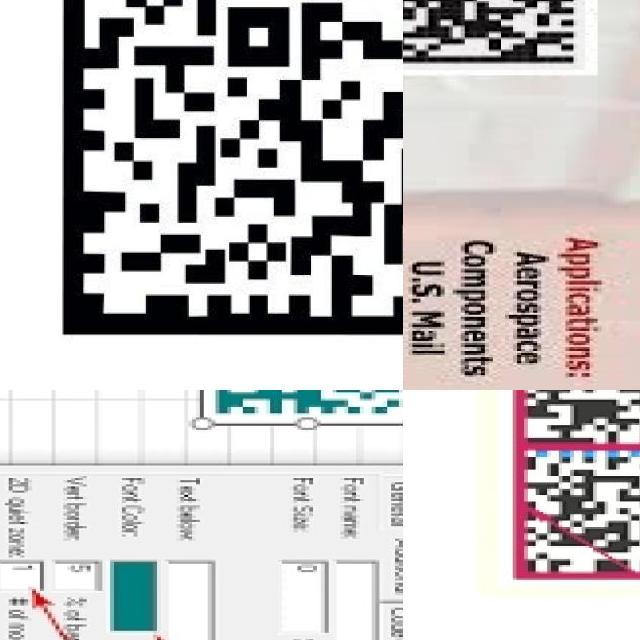 Applications:
Aerospace
Components
U.S. Mail
Font name:
Font Size:
0
Text below:
Font Color:
Vert border:
5
2D quiet zone:
1